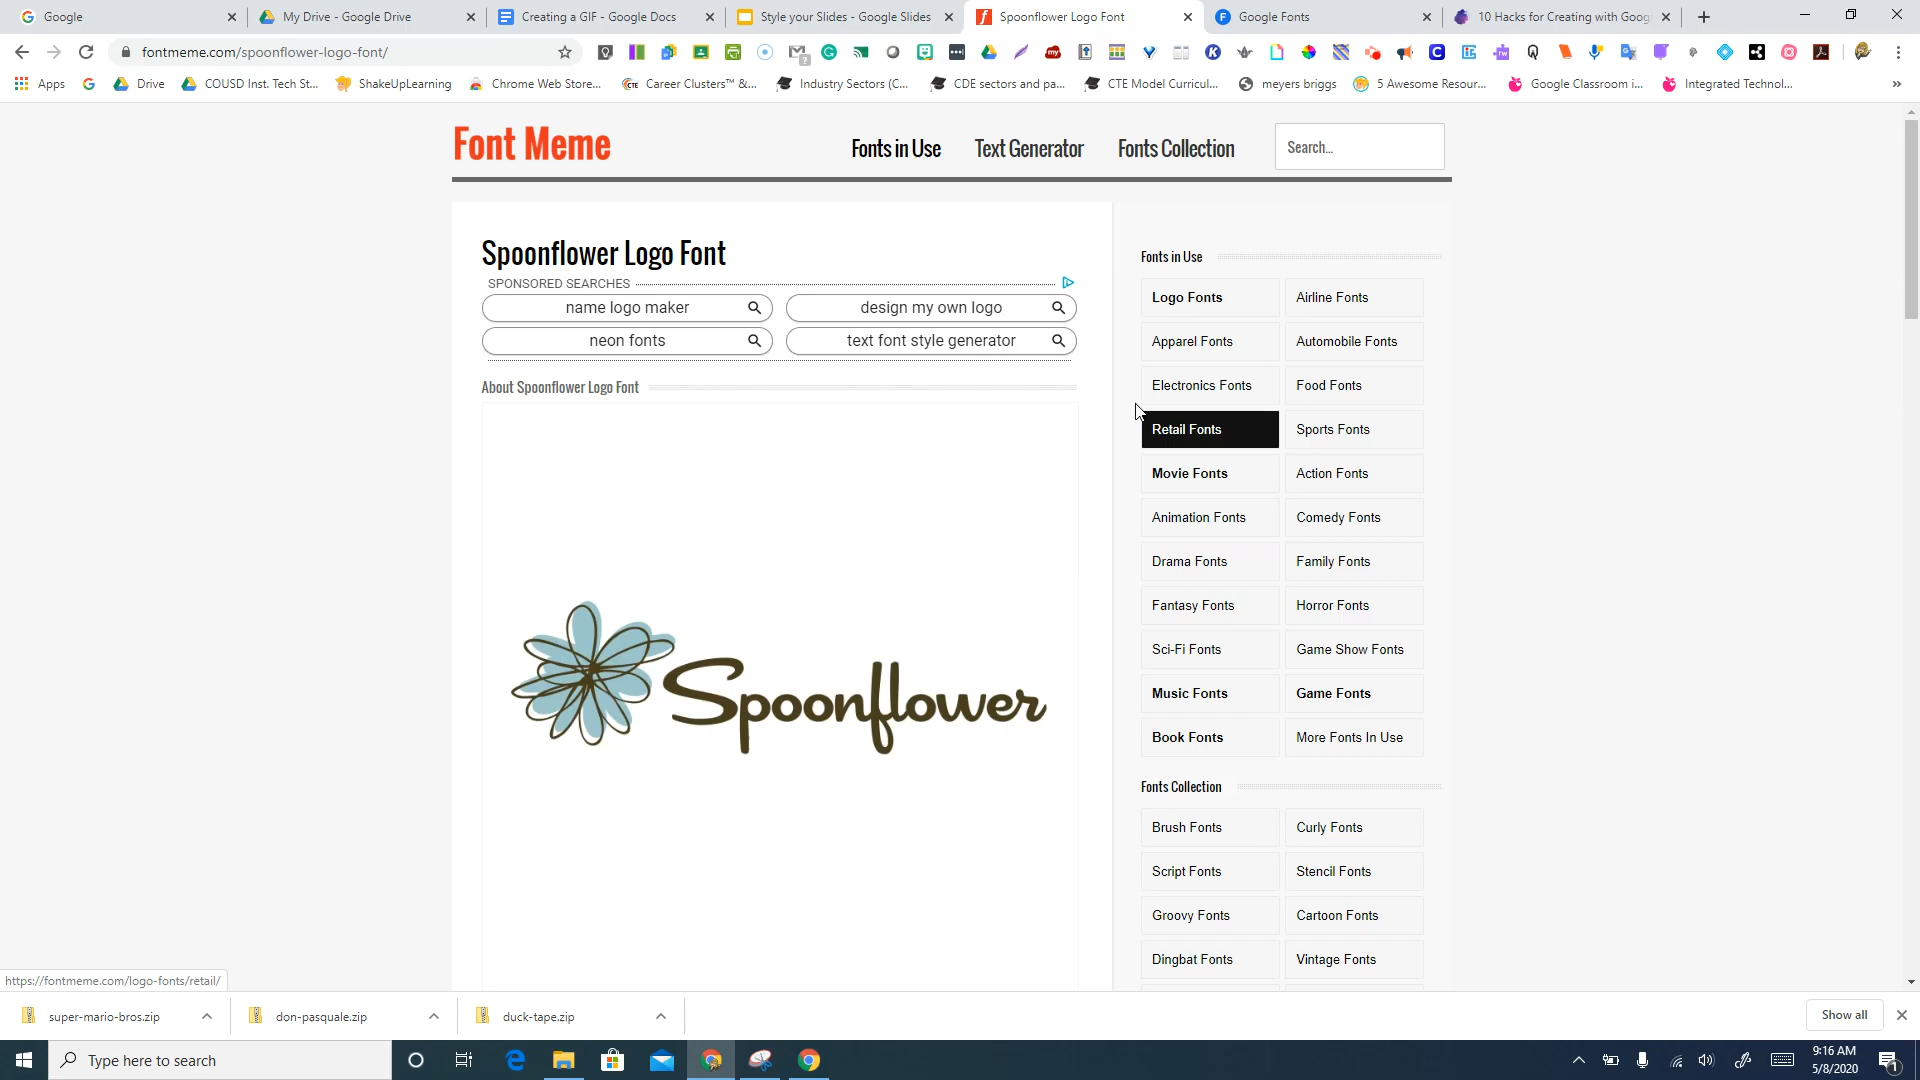 Google
My Drive - Google Drive
Creating a GIF - Google Docs
Style your Slides - Google Slides
Spoonflower Logo Font
Google Fonts
10 Hacks for Creating with Goog
fontmeme.com/spoonflower-logo-font/
Apps
Drive
COUSD Inst. Tech St...
ShakeUpLearning
Chrome Web Store...
Career Clusters™ &...
Industry Sectors (C...
CDE sectors and pa...
CTE Model Curricul...
meyers briggs
5 Awesome Resour...
Google Classroom i...
Integrated Technol...
Font Meme
Fonts in Use
Text Generator
Fonts Collection
Search...
Spoonflower Logo Font
SPONSORED SEARCHES
name logo maker
design my own logo
neon fonts
text font style generator
About Spoonflower Logo Font
Spoonflower
Fonts in Use
Logo Fonts
Airline Fonts
Apparel Fonts
Automobile Fonts
Electronics Fonts
Food Fonts
Retail Fonts
Sports Fonts
Movie Fonts
Action Fonts
Animation Fonts
Comedy Fonts
Drama Fonts
Family Fonts
Fantasy Fonts
Horror Fonts
Sci-Fi Fonts
Game Show Fonts
Music Fonts
Game Fonts
Book Fonts
More Fonts In Use
Fonts Collection
Brush Fonts
Curly Fonts
Script Fonts
Stencil Fonts
Groovy Fonts
Cartoon Fonts
Dingbat Fonts
Vintage Fonts
https://fontmeme.com/logo-fonts/retail/
super-mario-bros.zip
don-pasquale.zip
duck-tape.zip
Show all
Type here to search
9:16 AM
5/8/2020
1